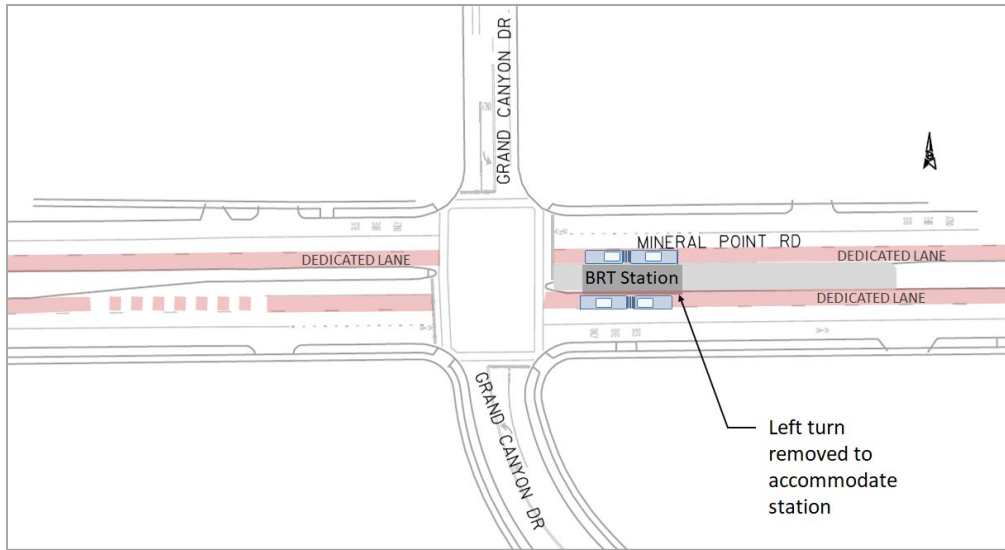 GRAND CANYON DR
MINERAL POINT RD
DEDICATED LANE
DEDICATED LANE
BRT Station
DEDICATED LANE
GRAND CANYON DR
Left turn
removed to
accommodate
station